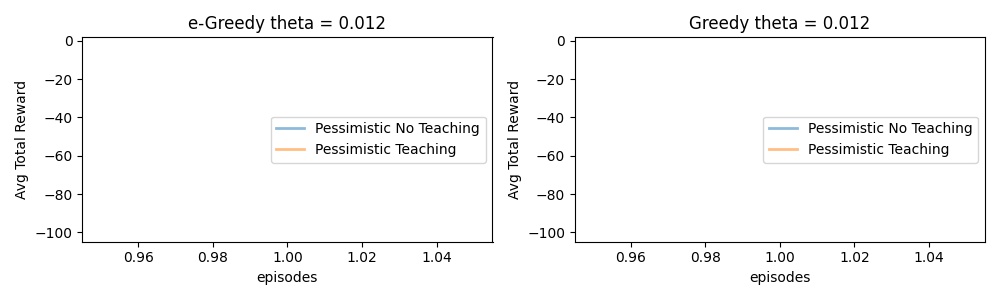 e-Greedy theta = 0.012
Avg Total Reward
0
−20
−40
−60
−80
−100
Pessimistic No Teaching
Pessimistic Teaching
0.96 0.98 1.00 1.02 1.04
episodes
Greedy theta = 0.012
Avg Total Reward
0
−20
−40
−60
−80
−100
Pessimistic No Teaching
Pessimistic Teaching
0.96 0.98 1.00 1.02 1.04
episodes